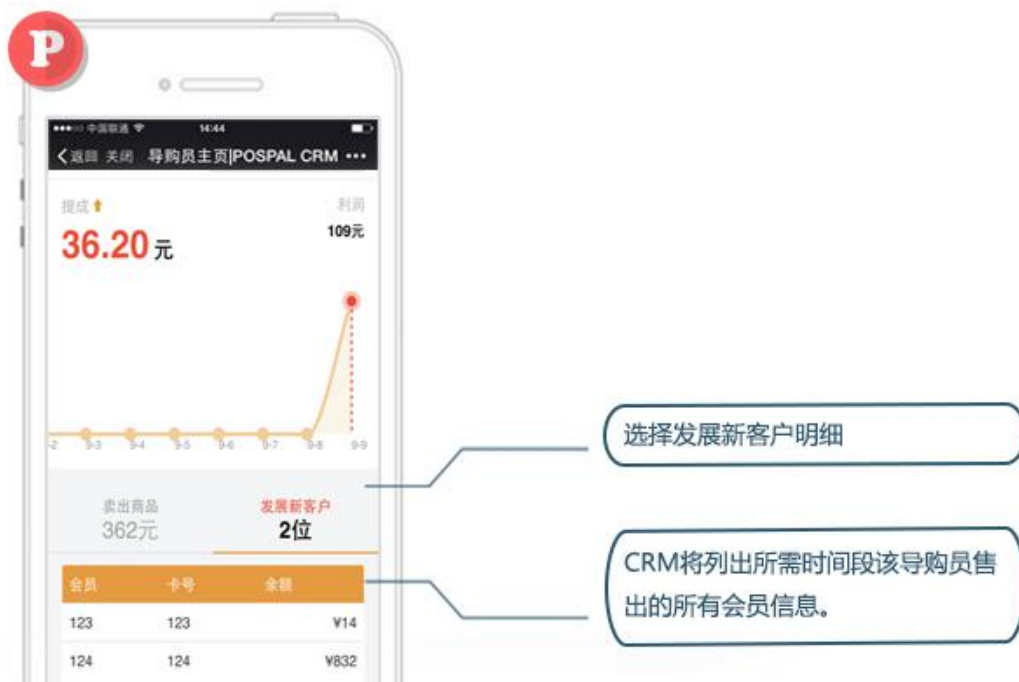 P
中国联通 14:44
返回 关闭 导购员主页|POSPAL CRM •••
提成 利润
36.20元 109元
-2 9-3 9-4 9-5 9-6 9-7 9-8 9-9
选择发展新客户明细
卖出商品 发展新客户
362元 2位
CRM将列出所需时间段该导购员售
出的所有会员信息。
会员 卡号 余额
123 123 ¥14
124 124 ¥832